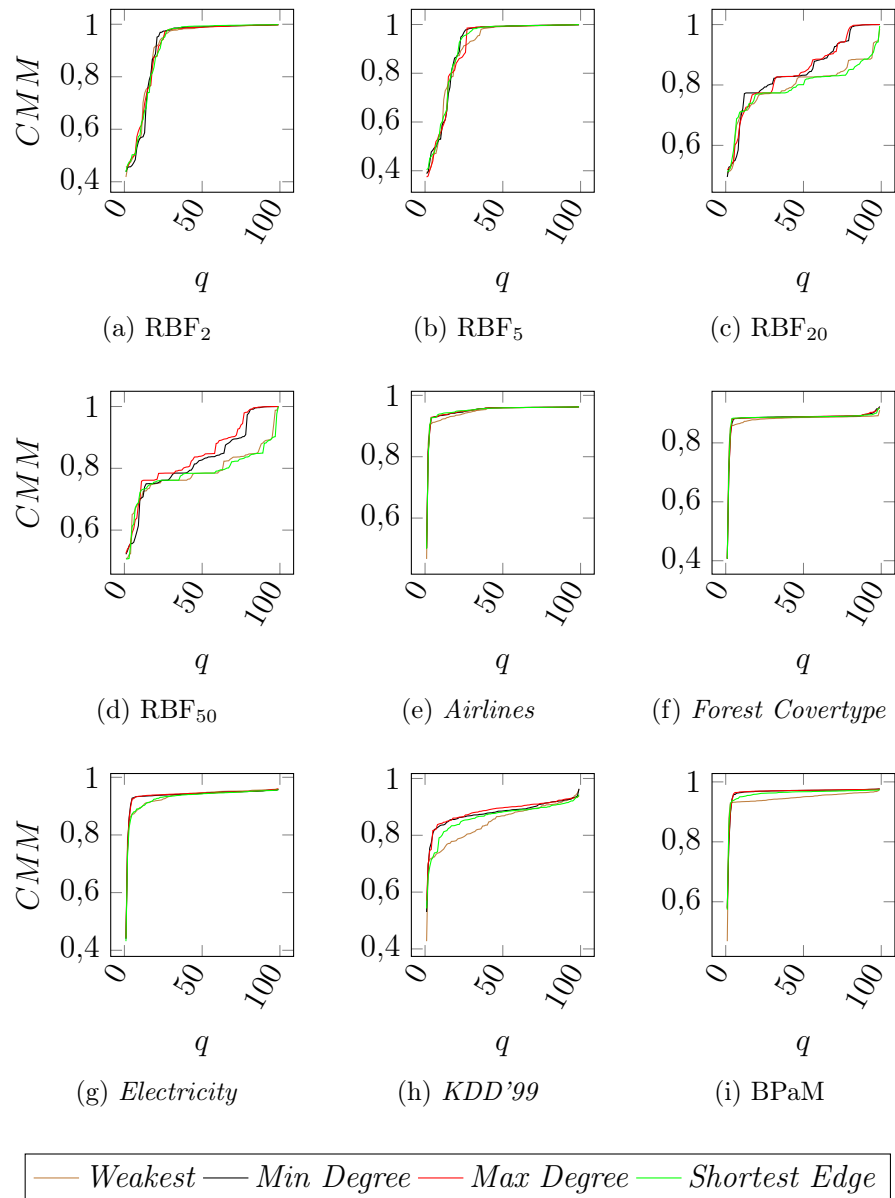 1
0,8
0,6
0,4
CMM
0
50
100
q
(a) RBF2
1
0,8
0,6
0,4
0
50
100
q
(b) RBF5
1
0,8
0,6
0
50
100
q
(c) RBF20
1
0,8
0,6
CMM
0
50
100
q
(d) RBF50
1
0,8
0,6
0
50
100
q
(e) Airlines
0,8
0,6
0,4
0
50
100
q
(f) Forest Covertype
1
0,8
0,6
0,4
CMM
0
50
100
q
(g) Electricity
1
0,8
0,6
0,4
0
50
100
q
(h) KDD'99
1
0,8
0,6
0
50
100
q
(i) BPaM
Weakest Min Degree Max Degree Shortest Edge